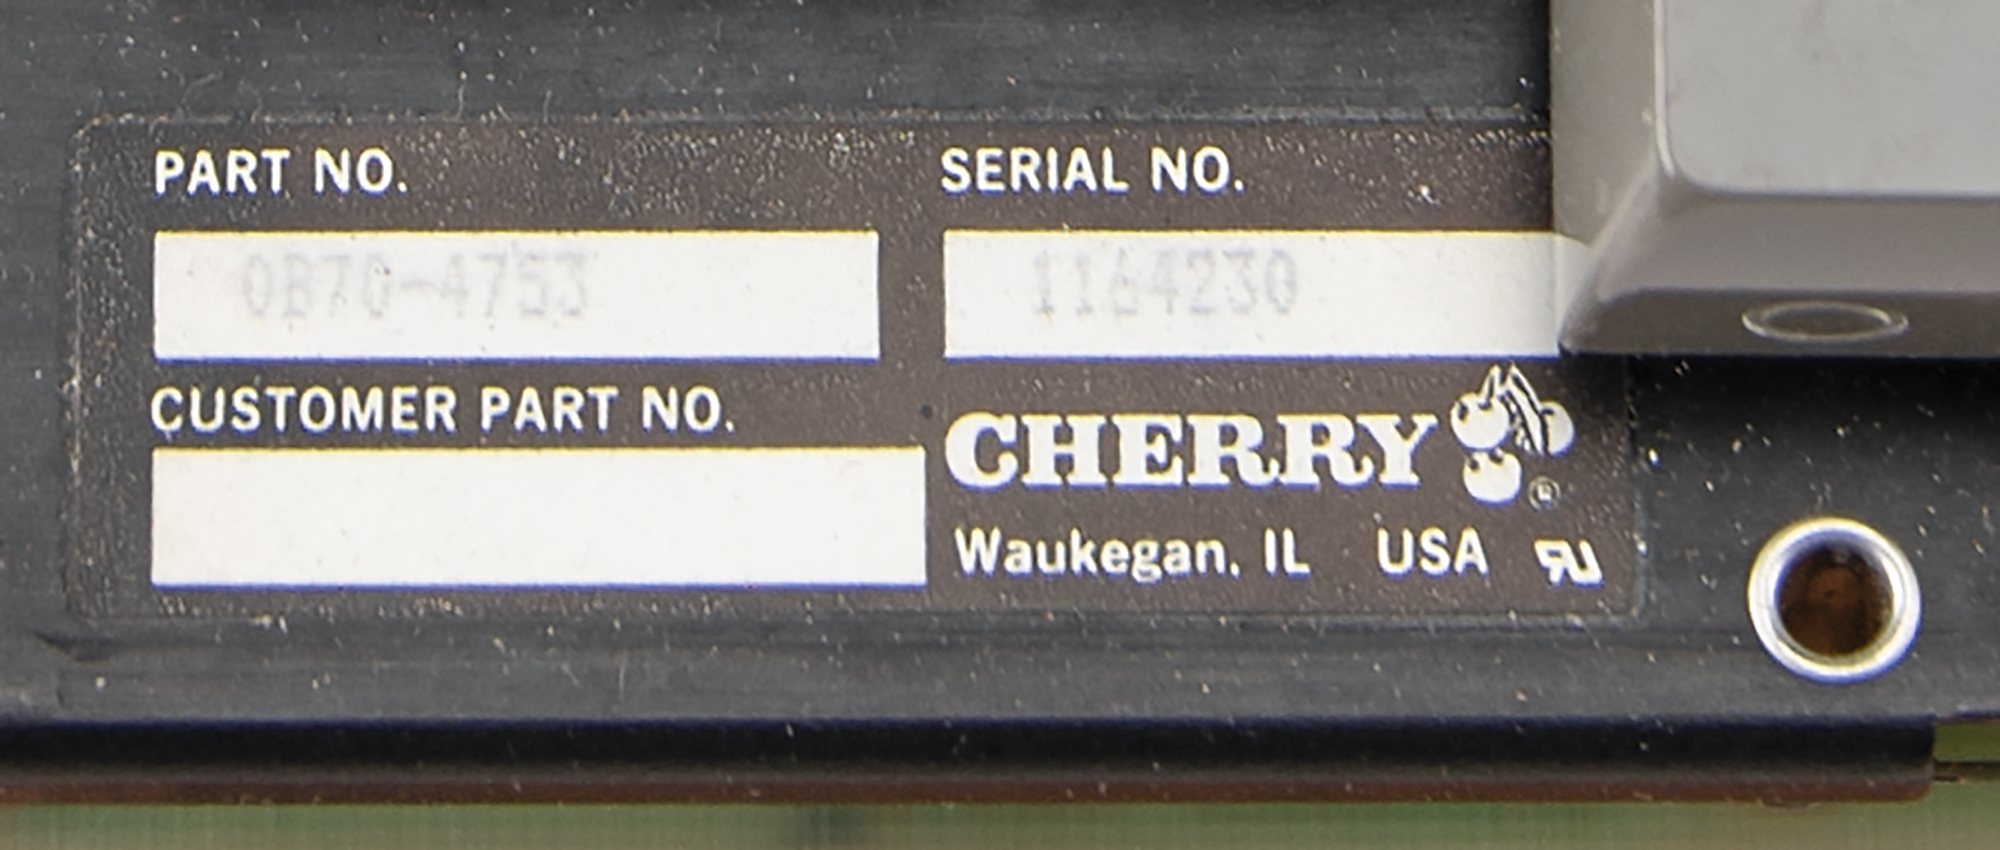 PART NO.
SERIAL NO.
0B70-4753
1164230
CUSTOMER PART NO.
CHERRY ®
Waukegan, IL USA